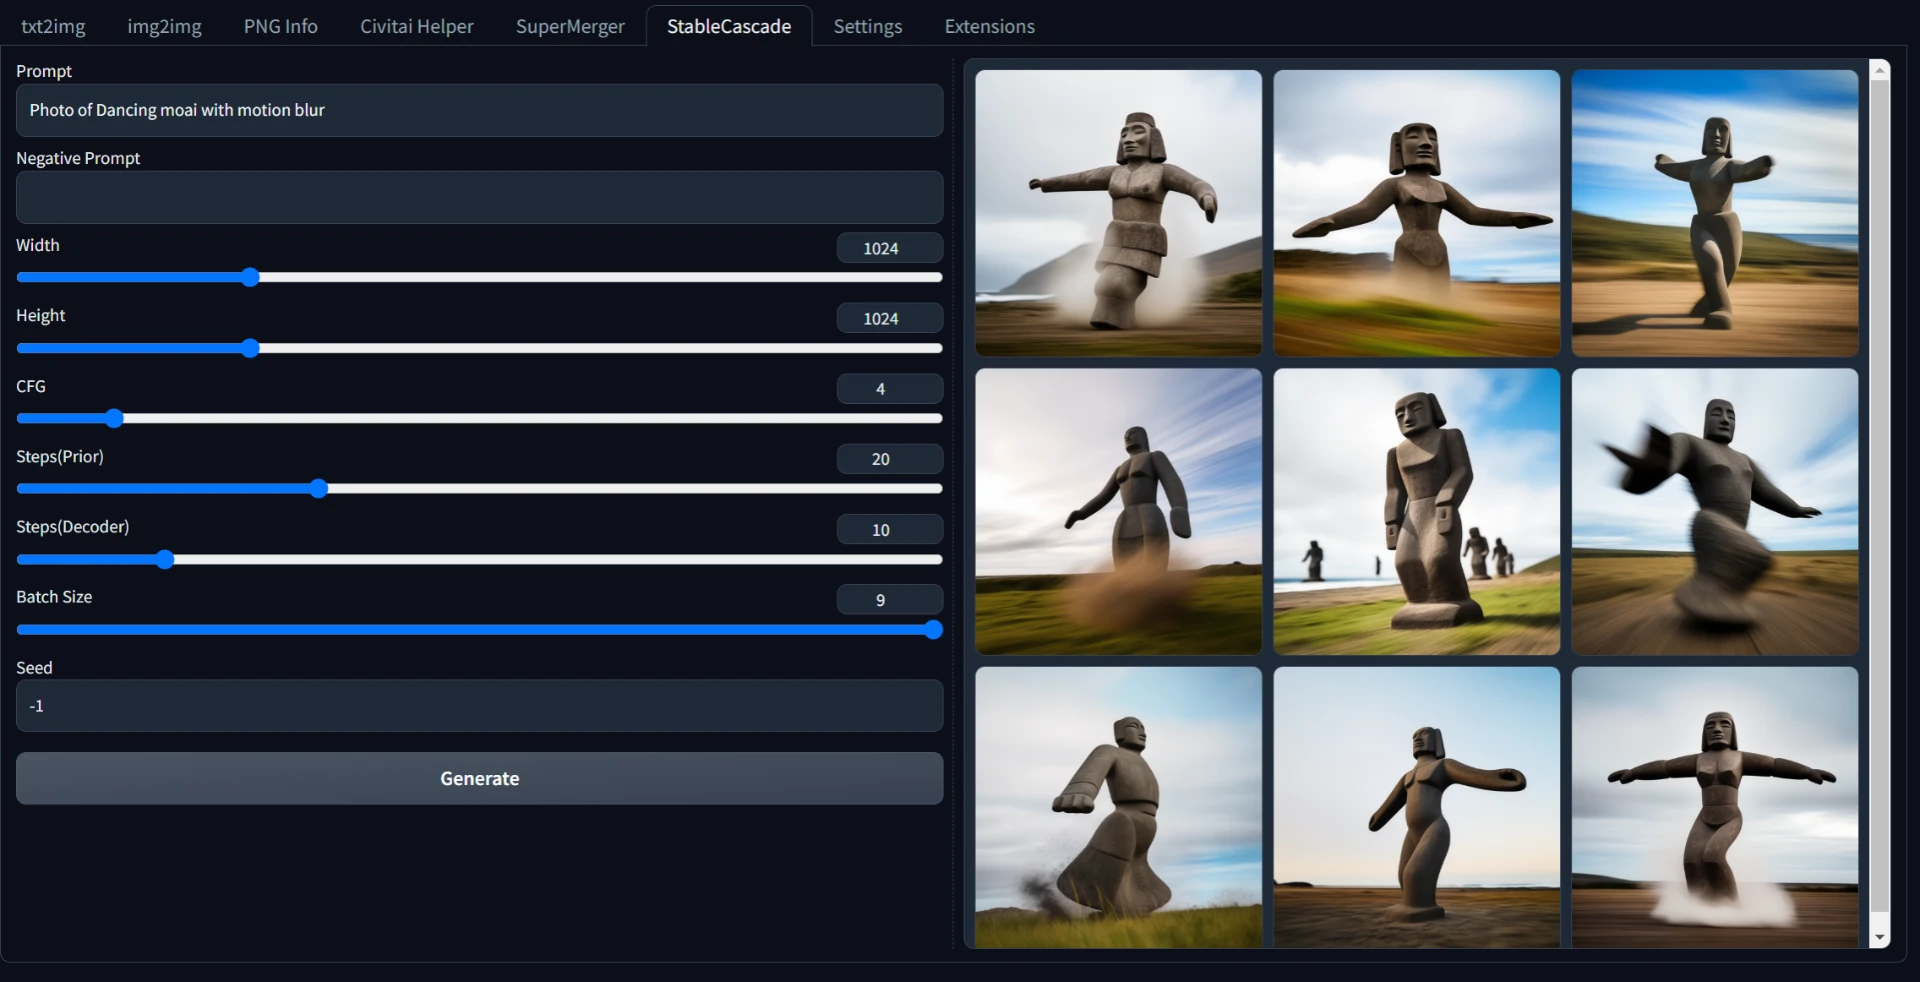 txt2img img2img PNG Info Civitai Helper SuperMerger StableCascade Settings Extensions
Prompt
Photo of Dancing moai with motion blur
Negative Prompt
Width 1024
Height 1024
CFG 4
Steps(Prior) 20
Steps(Decoder) 10
Batch Size 9
Seed
-1
Generate